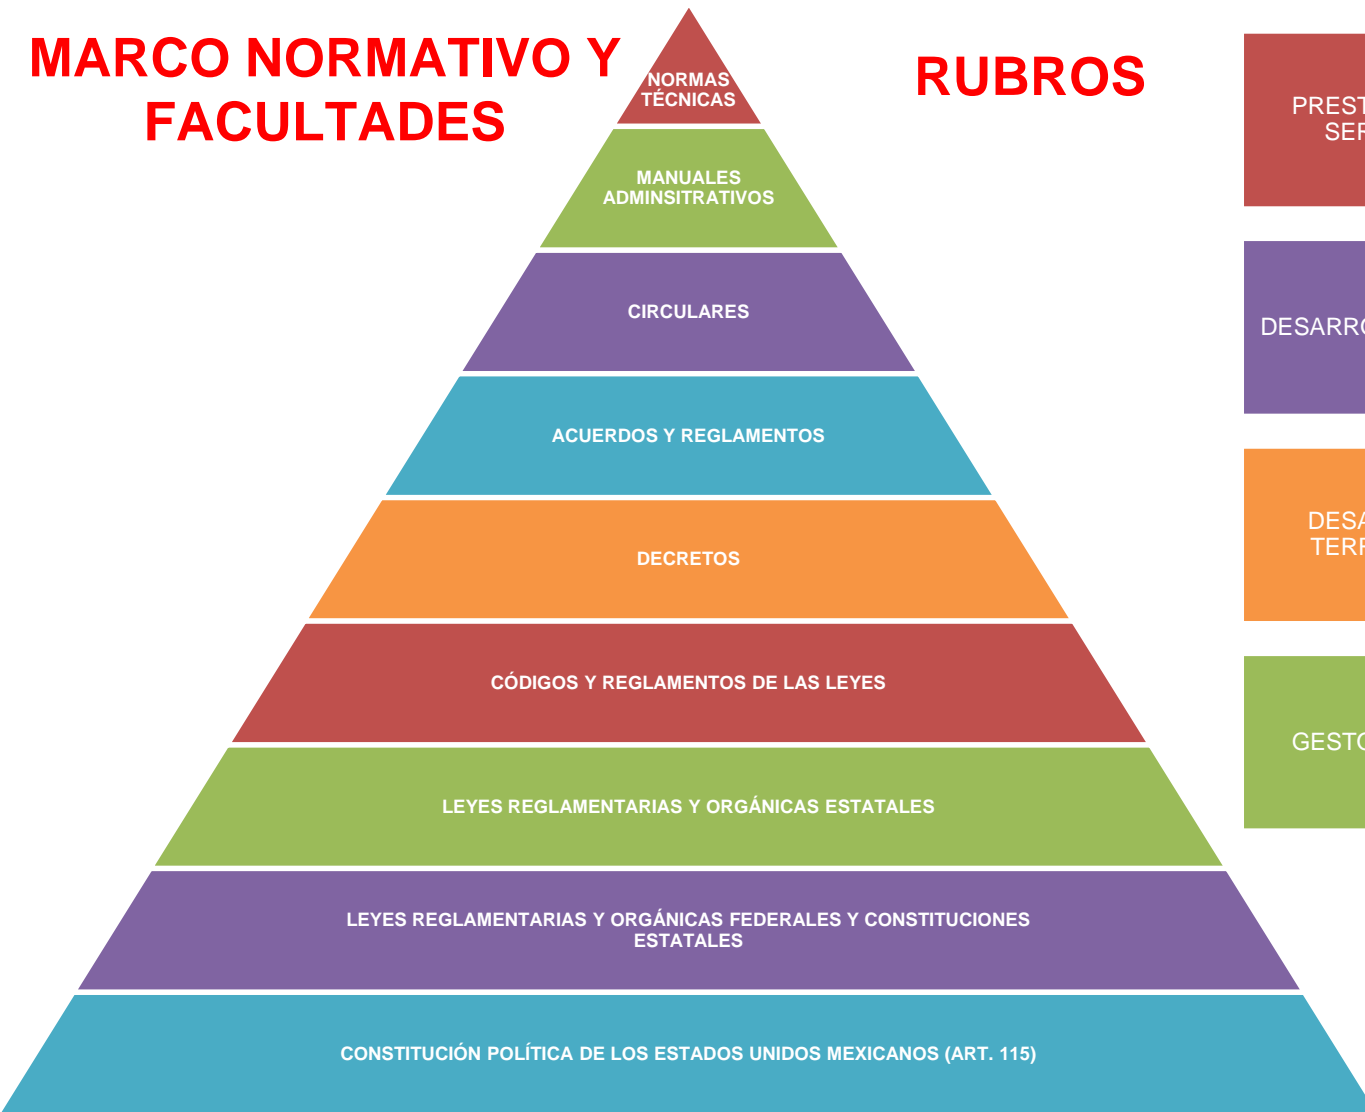 MARCO NORMATIVO Y
FACULTADES
RUBROS
NORMAS
TÉCNICAS
MANUALES
ADMINSITRATIVOS
CIRCULARES
ACUERDOS Y REGLAMENTOS
DECRETOS
CÓDIGOS Y REGLAMENTOS DE LAS LEYES
LEYES REGLAMENTARIAS Y ORGÁNICAS ESTATALES
LEYES REGLAMENTARIAS Y ORGÁNICAS FEDERALES Y CONSTITUCIONES
ESTATALES
CONSTITUCIÓN POLÍTICA DE LOS ESTADOS UNIDOS MEXICANOS (ART. 115)